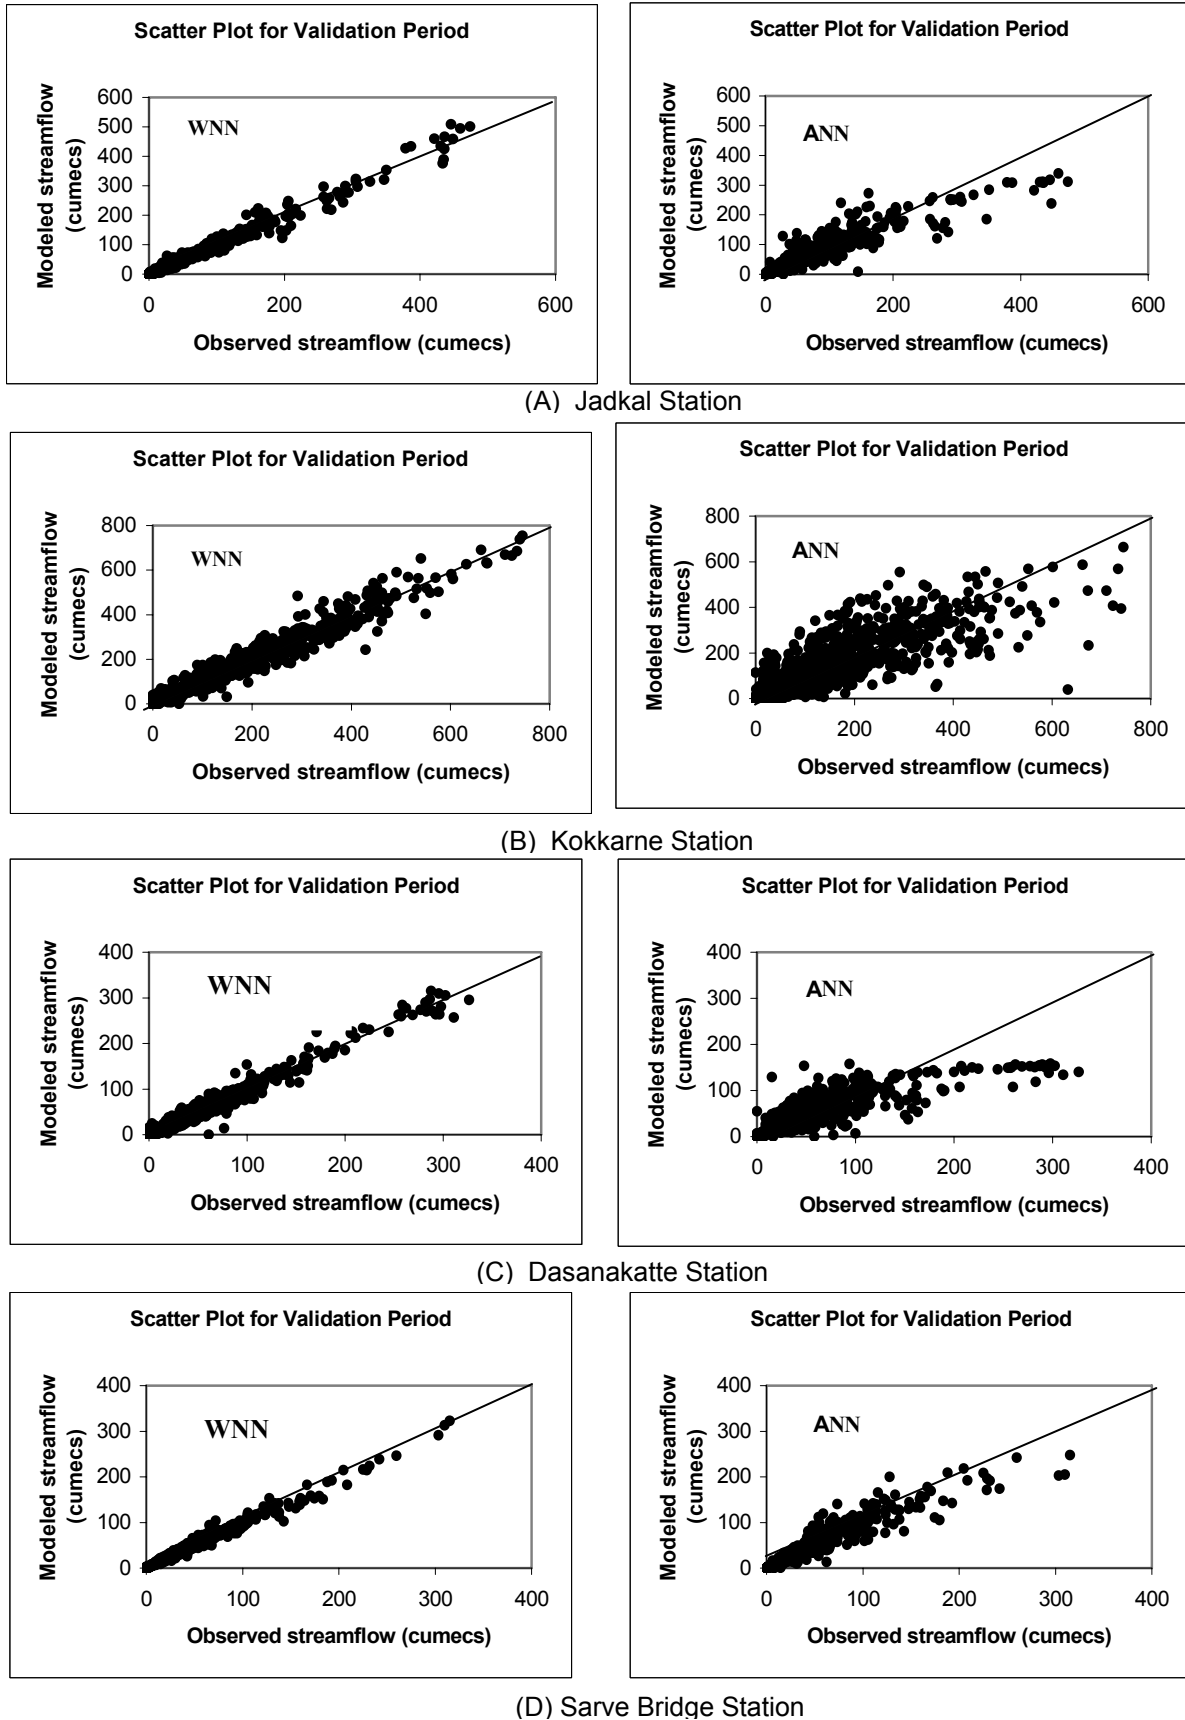 Scatter Plot for Validation Period
WNN
Modeled streamflow
(cumecs)
600
500
400
300
200
100
0
0 200 400 600
Observed streamflow (cumecs)
Scatter Plot for Validation Period
ANN
Modeled streamflow
(cumecs)
600
500
400
300
200
100
0
0 200 400 600
Observed streamflow (cumecs)
(A) Jadkal Station
Scatter Plot for Validation Period
WNN
Modeled streamflow
(cumecs)
800
600
400
200
0
0 200 400 600 800
Observed streamflow (cumecs)
Scatter Plot for Validation Period
ANN
Modeled streamflow
(cumecs)
800
600
400
200
0
0 200 400 600 800
Observed streamflow (cumecs)
(B) Kokkarne Station
Scatter Plot for Validation Period
WNN
Modeled streamflow
(cumecs)
400
300
200
100
0
0 100 200 300 400
Observed streamflow (cumecs)
Scatter Plot for Validation Period
ANN
Modeled streamflow
(cumecs)
400
300
200
100
0
0 100 200 300 400
Observed streamflow (cumecs)
(C) Dasanakatte Station
Scatter Plot for Validation Period
WNN
Modeled streamflow
(cumecs)
400
300
200
100
0
0 100 200 300 400
Observed streamflow (cumecs)
Scatter Plot for Validation Period
ANN
Modeled streamflow
(cumecs)
400
300
200
100
0
0 100 200 300 400
Observed streamflow (cumecs)
(D) Sarve Bridge Station